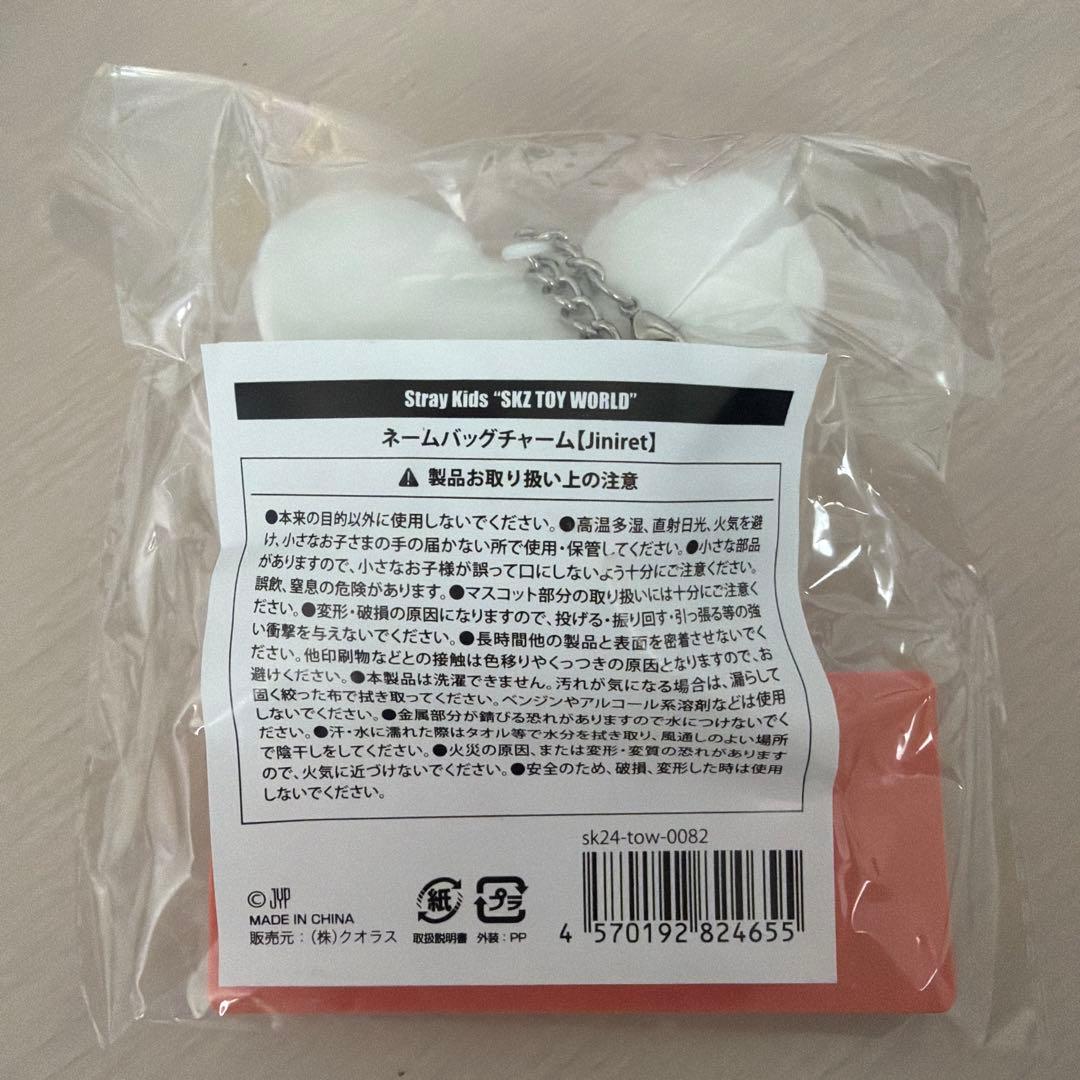 Stray Kids “SKZ TOY WORLD”
ネームバッグチャーム【Jiniret】
⚠ 製品お取り扱い上の注意
●本来の目的以外に使用しないでください。●高温多湿、直射日光、火気を避
け、小さなお子さまの手の届かない所で使用・保管してください。●小さな部品
がありますので、小さなお子様が誤って口にしないよう十分にご注意ください。
誤飲、窒息の危険があります。●マスコット部分の取り扱いには十分にご注意く
ださい。●変形・破損の原因になりますので、投げる・振り回す・引っ張る等の強
い衝撃を与えないでください。●長時間他の製品と表面を密着させないでく
ださい。他印刷物などとの接触は色移りやくっつきの原因となりますので、お
避けください。●本製品は洗濯できません。汚れが気になる場合は、濡らして
固く絞った布で拭き取ってください。ベンジンやアルコール系溶剤などは使用
しないでください。●金属部分が錆びる恐れがありますので水につけないでく
ださい。●汗・水に濡れた際はタオル等で水分を拭き取り、風通しのよい場所
で陰干しをしてください。●火災の原因、または変形・変質の恐れがあります
ので、火気に近づけないでください。●安全のため、破損、変形した時は使用
しないでください。
sk24-tow-0082
© JYP
MADE IN CHINA
販売元：（株）クオラス
紙
取扱説明書
プラ
外装：PP
4 570192 824655